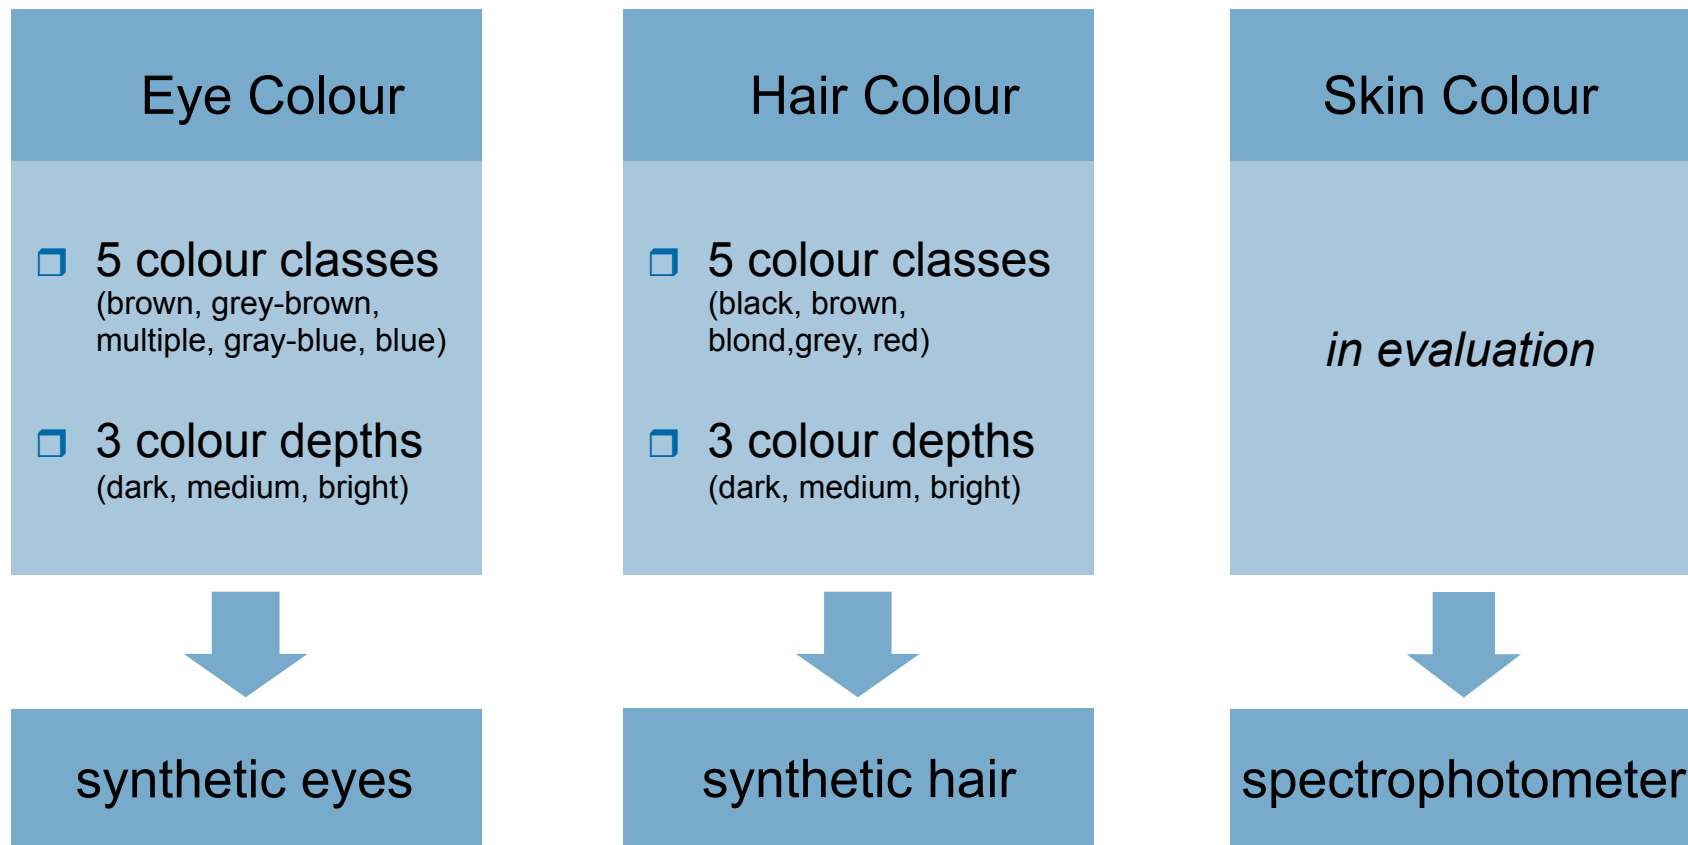 Eye Colour
5 colour classes
(brown, grey-brown,
multiple, gray-blue, blue)
3 colour depths
(dark, medium, bright)
synthetic eyes
Hair Colour
5 colour classes
(black, brown,
blond,grey, red)
3 colour depths
(dark, medium, bright)
synthetic hair
Skin Colour
in evaluation
spectrophotometer